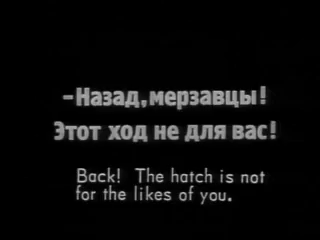 -Назад, мерзавцы!
Этот ход не для вас!
Back! The hatch is not
for the likes of you.